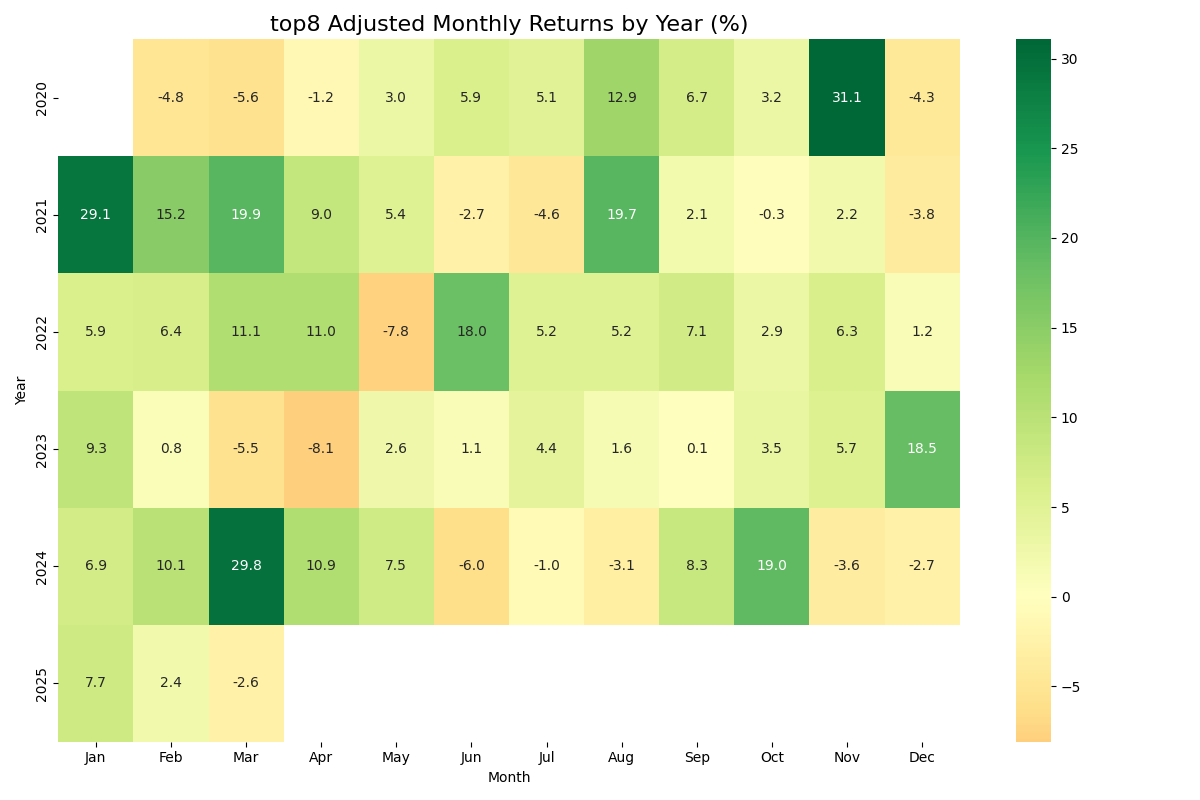 top8 Adjusted Monthly Returns by Year (%)
2020 -4.8 -5.6 -1.2 3.0 5.9 5.1 12.9 6.7 3.2 31.1 -4.3
2021 29.1 15.2 19.9 9.0 5.4 -2.7 -4.6 19.7 2.1 -0.3 2.2 -3.8
2022 5.9 6.4 11.1 11.0 -7.8 18.0 5.2 5.2 7.1 2.9 6.3 1.2
Year
2023 9.3 0.8 -5.5 -8.1 2.6 1.1 4.4 1.6 0.1 3.5 5.7 18.5
2024 6.9 10.1 29.8 10.9 7.5 -6.0 -1.0 -3.1 8.3 19.0 -3.6 -2.7
2025 7.7 2.4 -2.6
Jan Feb Mar Apr May Jun Jul Aug Sep Oct Nov Dec
Month
30
25
20
15
10
5
0
−5